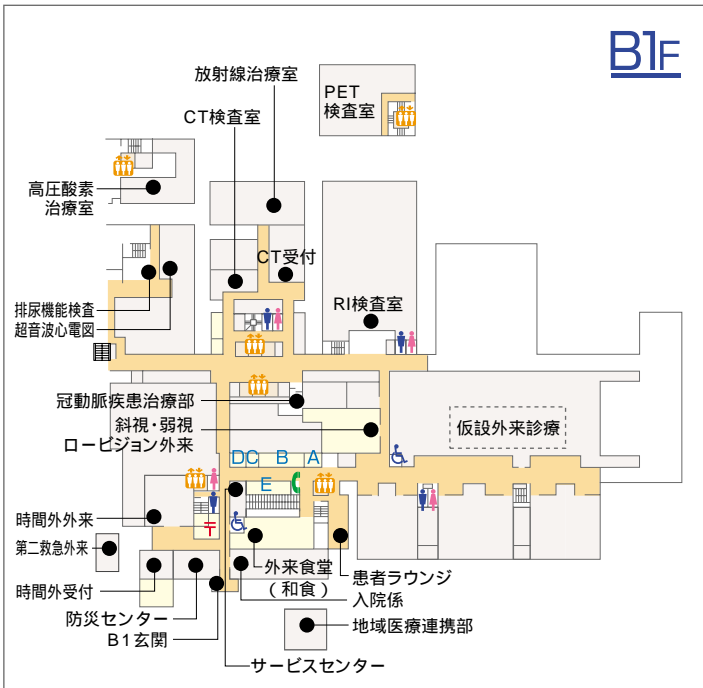 B1F
放射線治療室
PET
検査室
CT検査室
高圧酸素
治療室
CT受付
RI検査室
排尿機能検査
超音波心電図
冠動脈疾患治療部
斜視・弱視
ロービジョン外来
仮設外来診療
DC B A
E
時間外外来
〒
第二救急外来
外来食堂
(和食)
患者ラウンジ
時間外受付
入院係
防災センター
地域医療連携部
B1玄関
サービスセンター